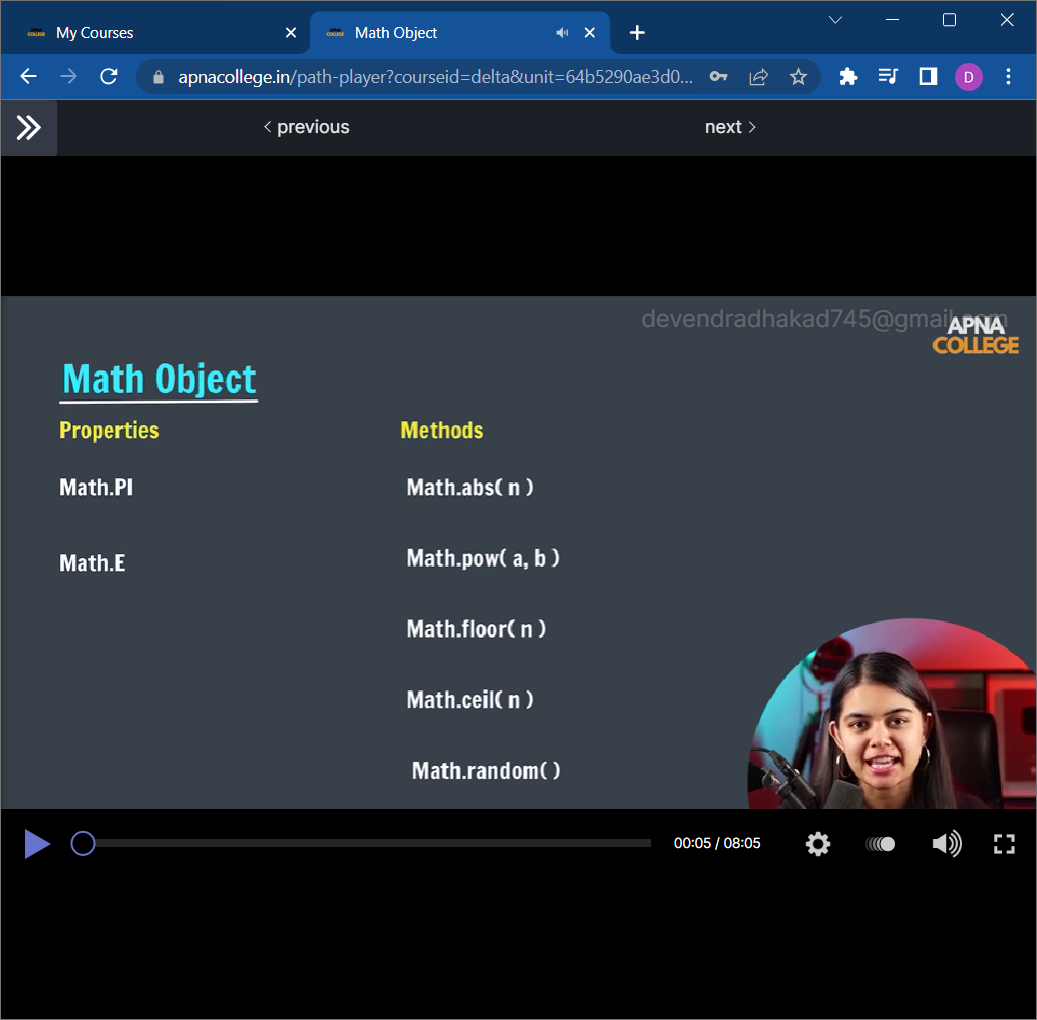 My Courses
Math Object
apnacollege.in/path-player?courseid=delta&unit=64b5290ae3d0...
D
previous
next
devendradhakad745@gmail.com
APNA
COLLEGE
Math Object
Properties
Methods
Math.PI
Math.abs( n )
Math.E
Math.pow( a, b )
Math.floor( n )
Math.ceil( n )
Math.random( )
00:05 / 08:05